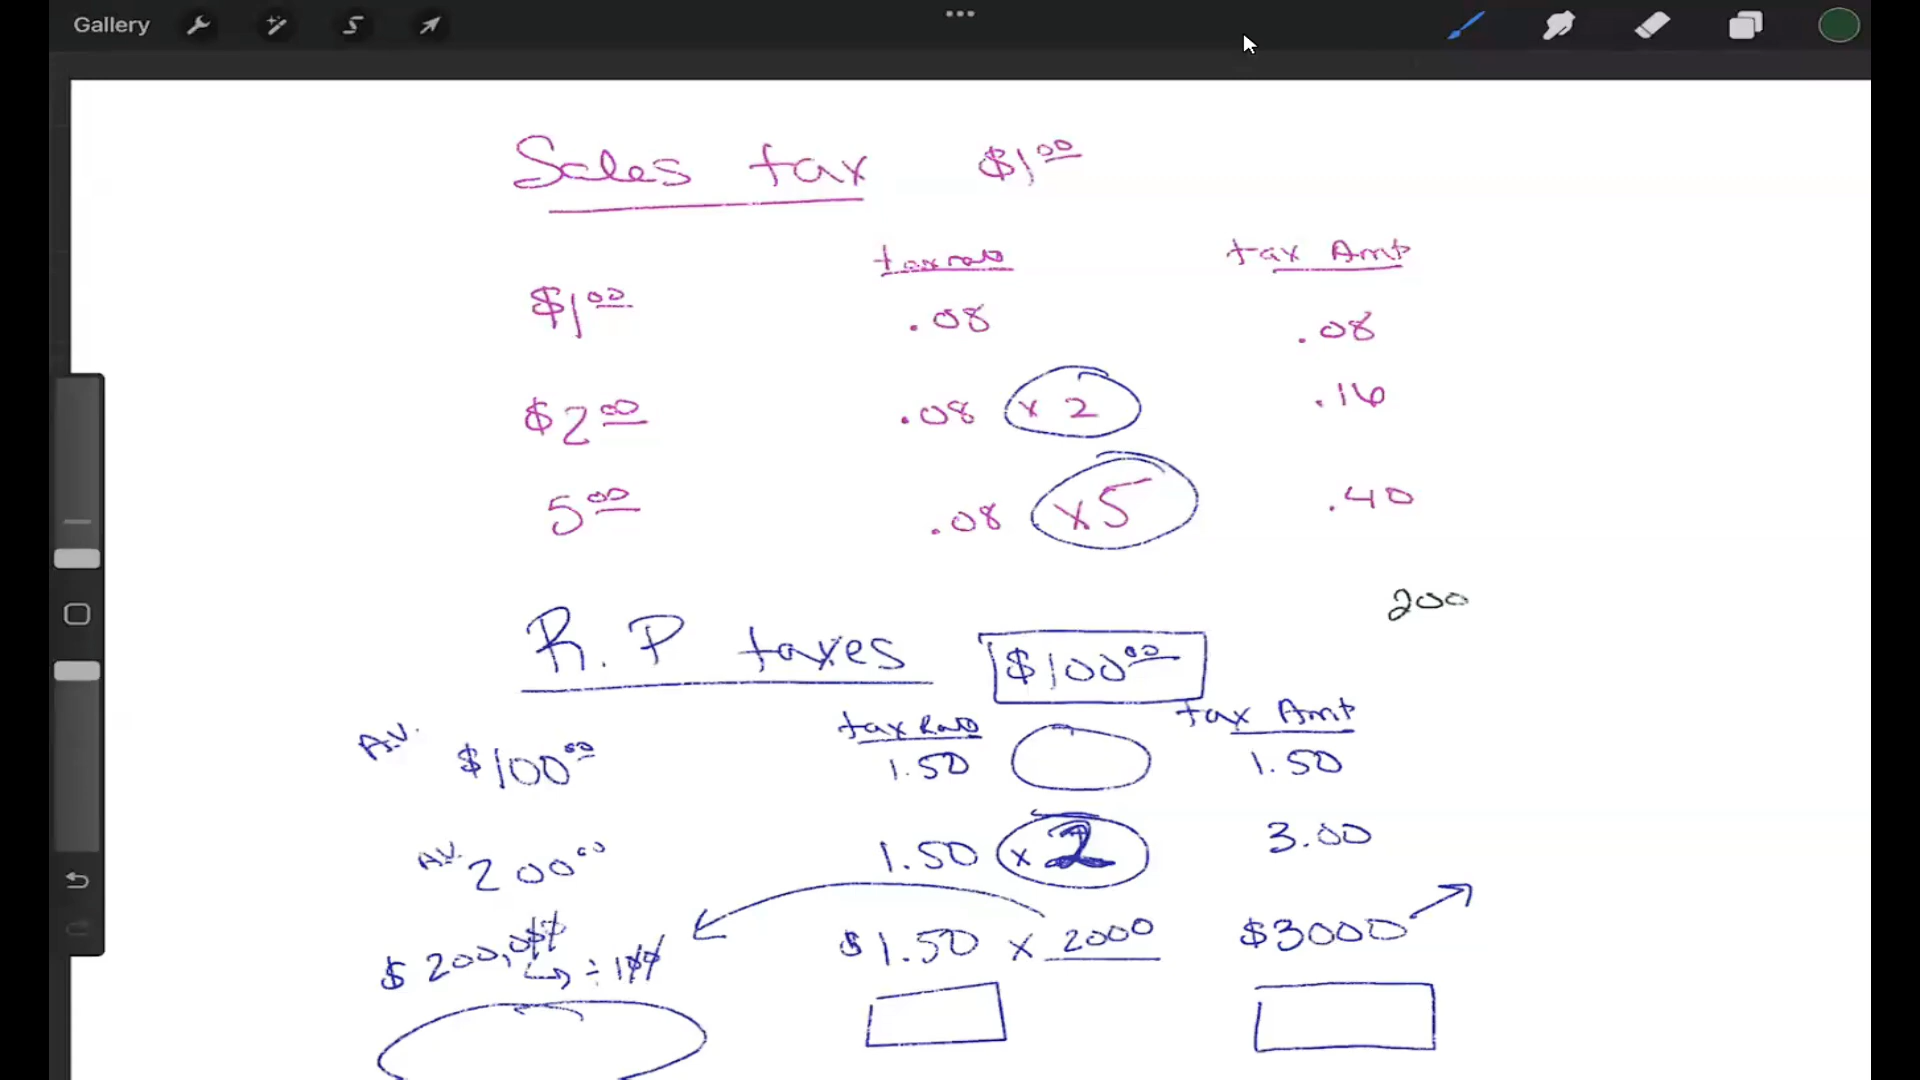 Gallery
Sales tax $1.00
tax rate tax Amt
$1.00 .08 .08
$2.00 .08 x 2 .16
5.00 .08 x5 .40
200
R.P taxes $100.00
tax Rate tax Amt
A.V. $100.00 1.50 1.50
A.V. 200.00 1.50 x 2 3.00
$200,000 ÷ 100 $1.50 x 2000 $3000